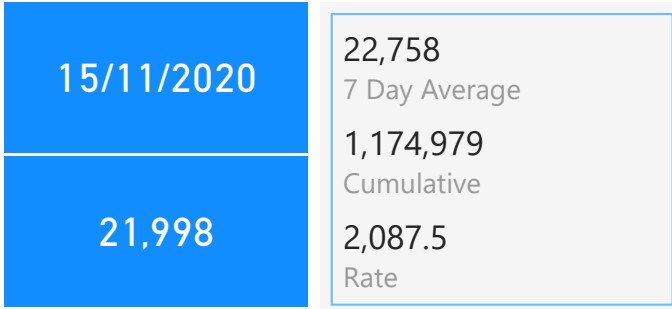 15/11/2020
21,998
22,758
7 Day Average
1,174,979
Cumulative
2,087.5
Rate